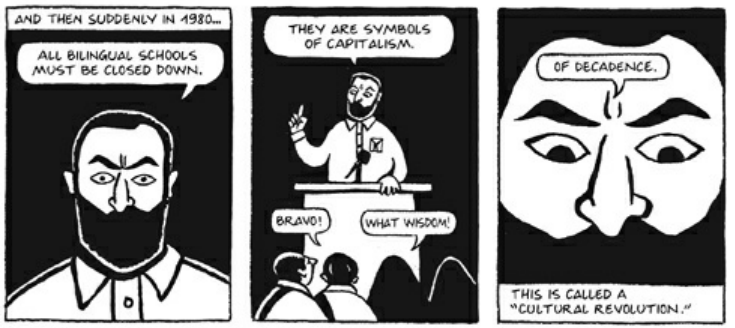 AND THEN SUDDENLY IN 1980...
ALL BILINGUAL SCHOOLS
MUST BE CLOSED DOWN.
THEY ARE SYMBOLS
OF CAPITALISM.
BRAVO!
WHAT WISDOM!
OF DECADENCE.
THIS IS CALLED A
"CULTURAL REVOLUTION."